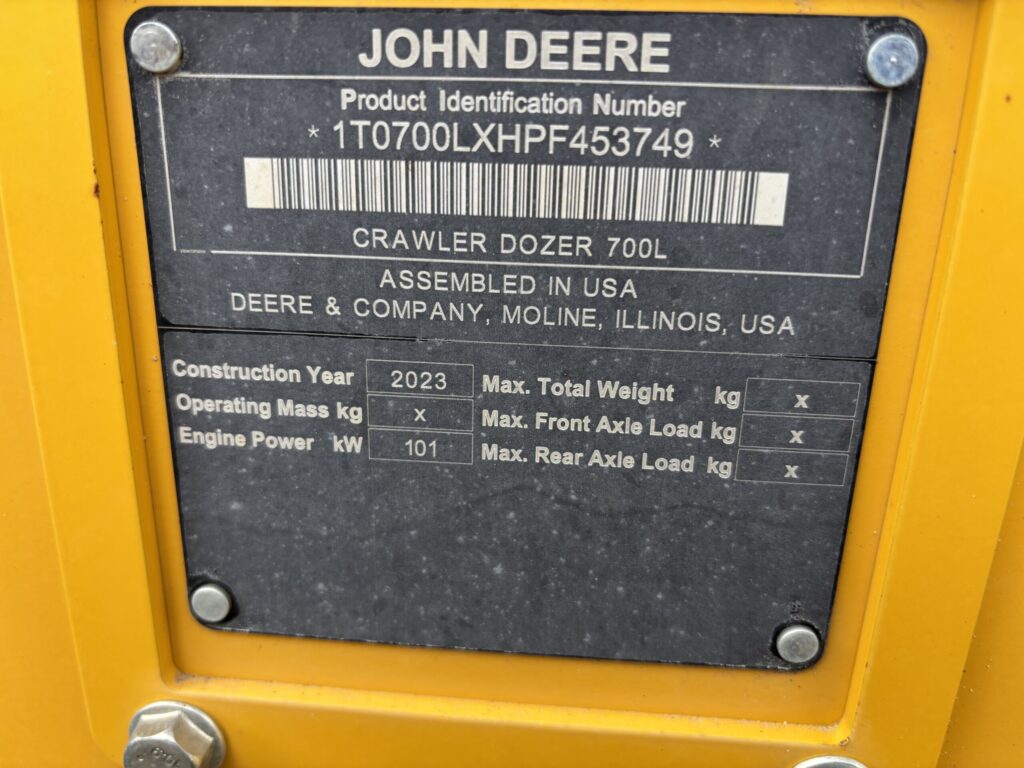 JOHN DEERE
Product Identification Number
* 1T0700LXHPF453749 *
CRAWLER DOZER 700L
ASSEMBLED IN USA
DEERE & COMPANY, MOLINE, ILLINOIS, USA
Construction Year 2023 Max. Total Weight kg x
Operating Mass kg x Max. Front Axle Load kg x
Engine Power kW 101 Max. Rear Axle Load kg x